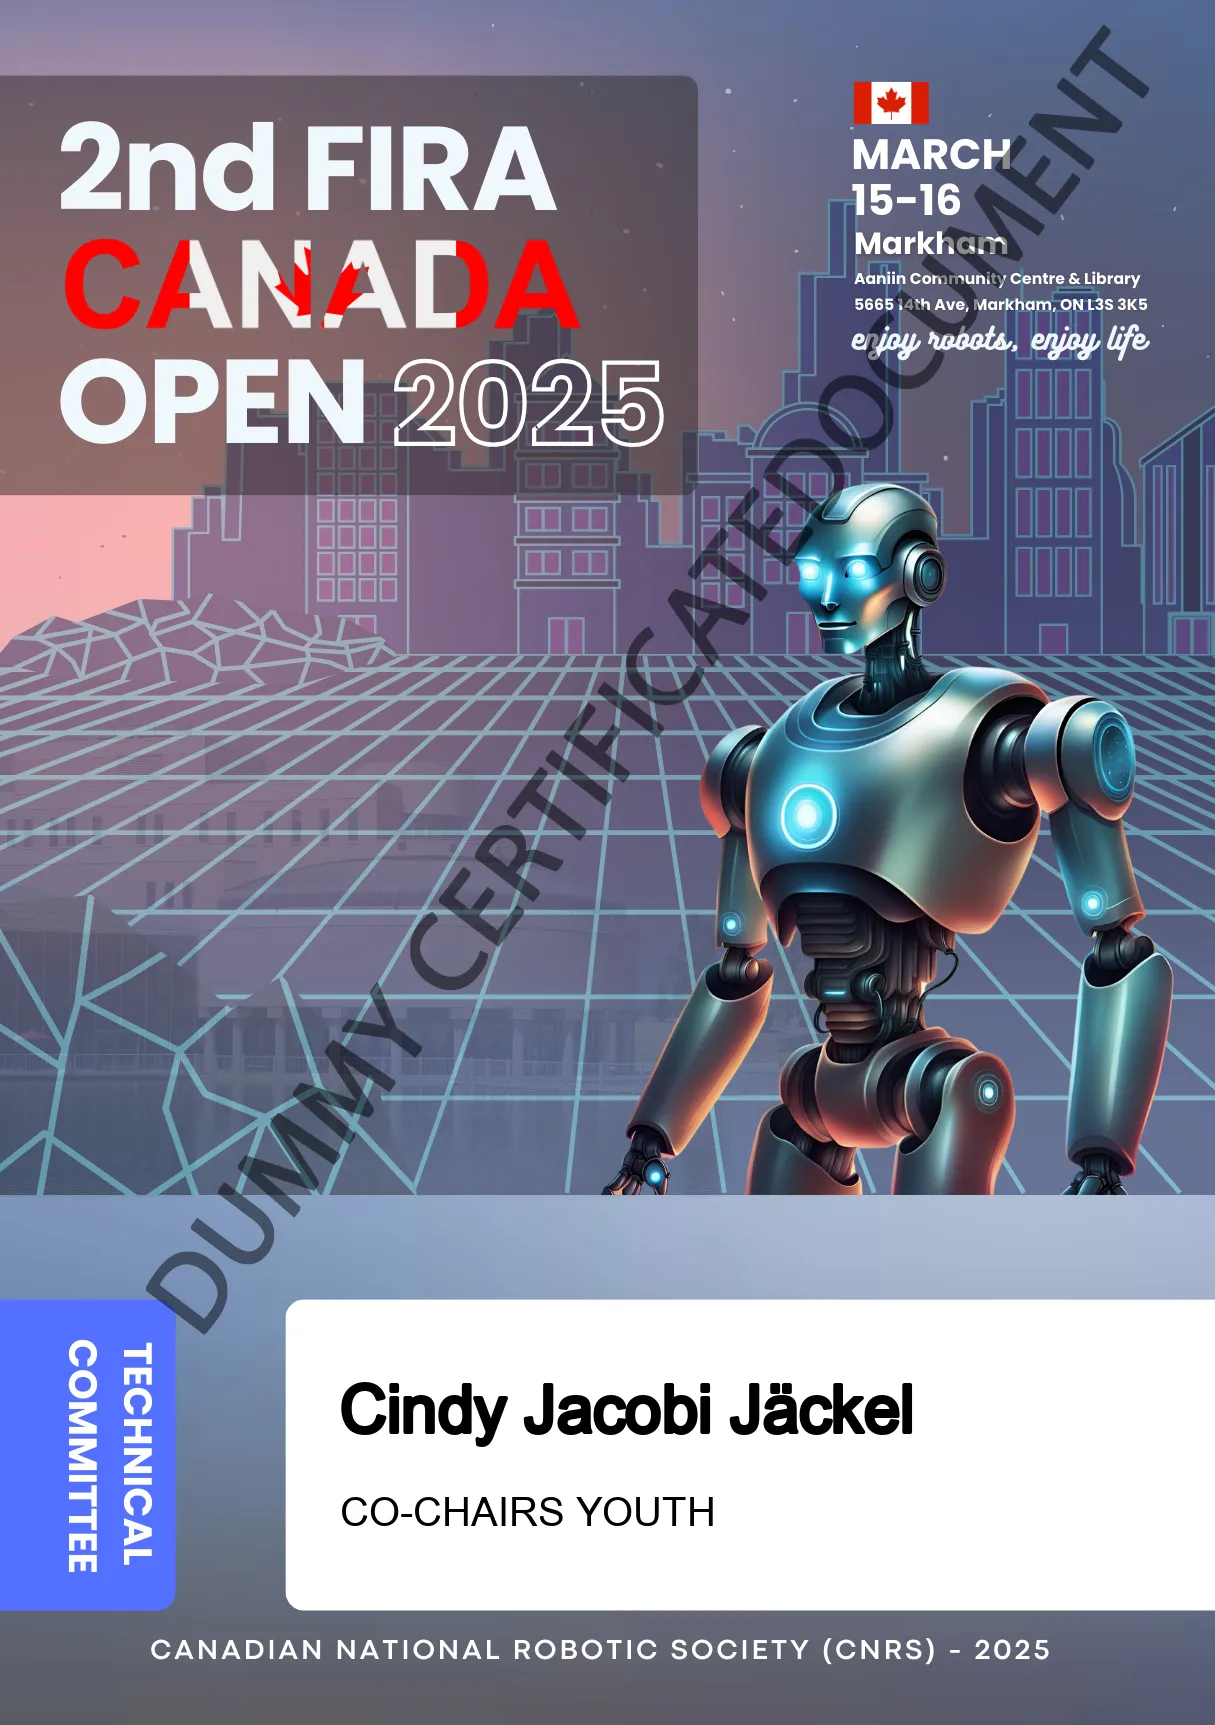 2nd FIRA
CANADA
OPEN 2025
MARCH
15-16
Markham
Aaniin Community Centre & Library
5665 14th Ave, Markham, ON L3S 3K5
enjoy robots, enjoy life
DUMMY CERTIFICATEDOCUMENT
TECHNICAL
COMMITTEE
Cindy Jacobi Jäckel
CO-CHAIRS YOUTH
CANADIAN NATIONAL ROBOTIC SOCIETY (CNRS) - 2025